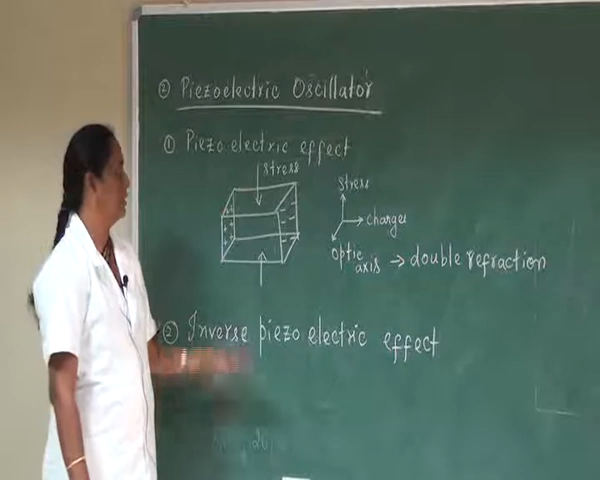 ② Piezoelectric Oscillator
① Piezo electric effect
stress
+ + + + - - - -
stress
charges
optic axis → double refraction
② Inverse piezo electric effect